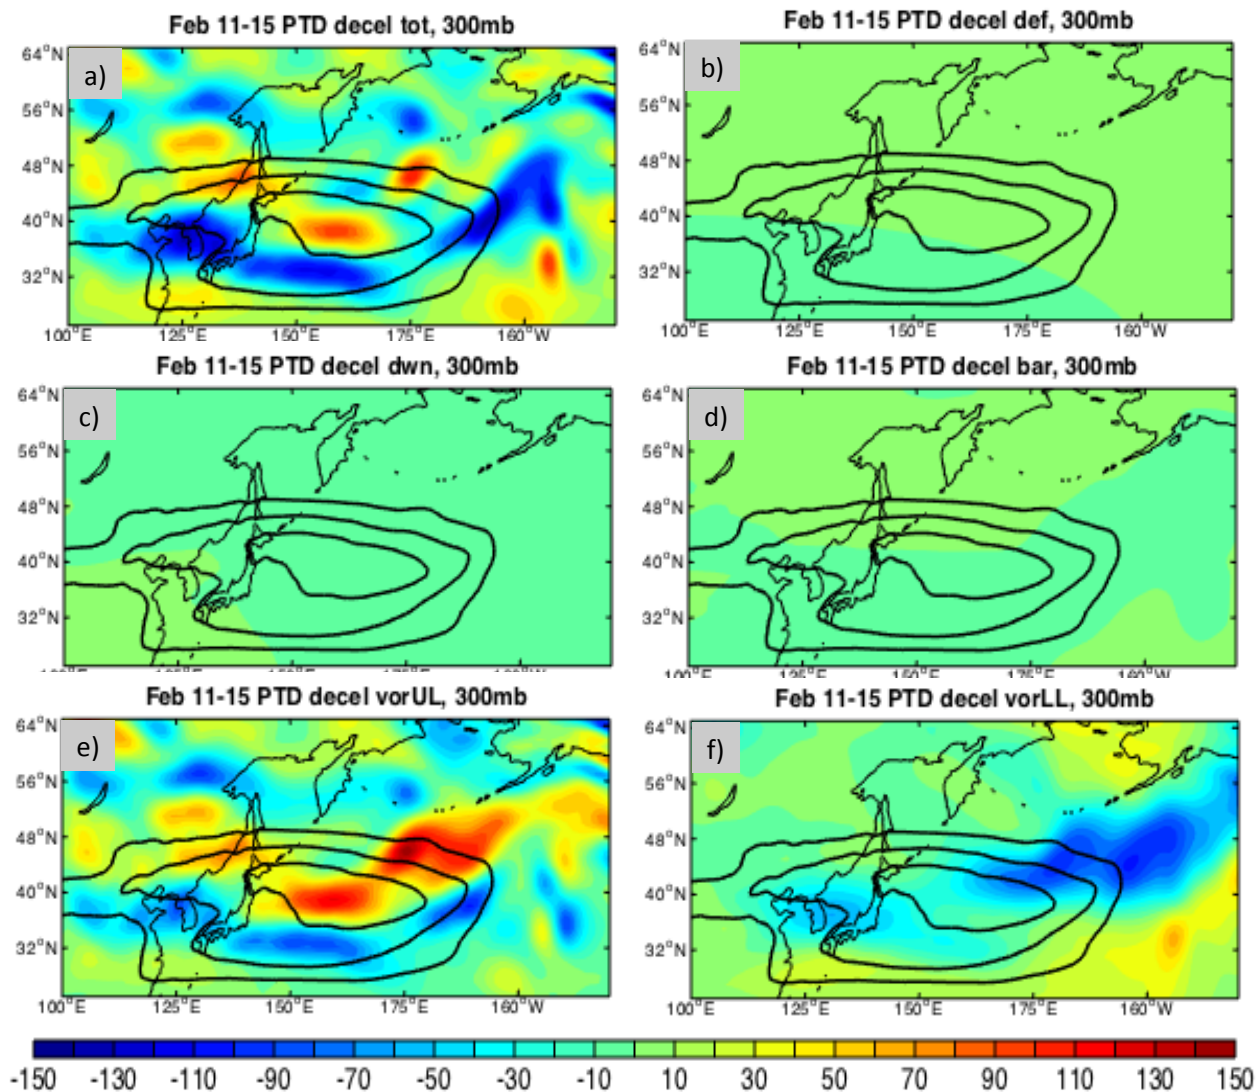 Feb 11-15 PTD decel tot, 300mb
a)
64°N
56°N
48°N
40°N
32°N
100°E 125°E 150°E 175°E 160°W
Feb 11-15 PTD decel def, 300mb
b)
64°N
56°N
48°N
40°N
32°N
100°E 125°E 150°E 175°E 160°W
Feb 11-15 PTD decel dwn, 300mb
c)
64°N
56°N
48°N
40°N
32°N
Feb 11-15 PTD decel bar, 300mb
d)
64°N
56°N
48°N
40°N
32°N
100°E 125°E 150°E 175°E 160°W
Feb 11-15 PTD decel vorUL, 300mb
e)
64°N
56°N
48°N
40°N
32°N
100°E 125°E 150°E 175°E 160°W
Feb 11-15 PTD decel vorLL, 300mb
f)
64°N
56°N
48°N
40°N
32°N
100°E 125°E 150°E 175°E 160°W
-150 -130 -110 -90 -70 -50 -30 -10 10 30 50 70 90 110 130 150